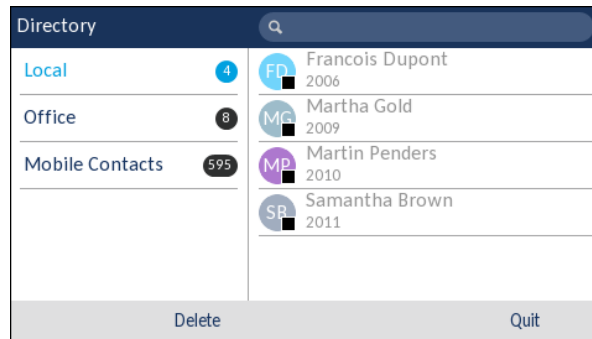 Directory
Local 4
Office 8
Mobile Contacts 595
FD Francois Dupont
2006
MG Martha Gold
2009
MP Martin Penders
2010
SB Samantha Brown
2011
Delete Quit